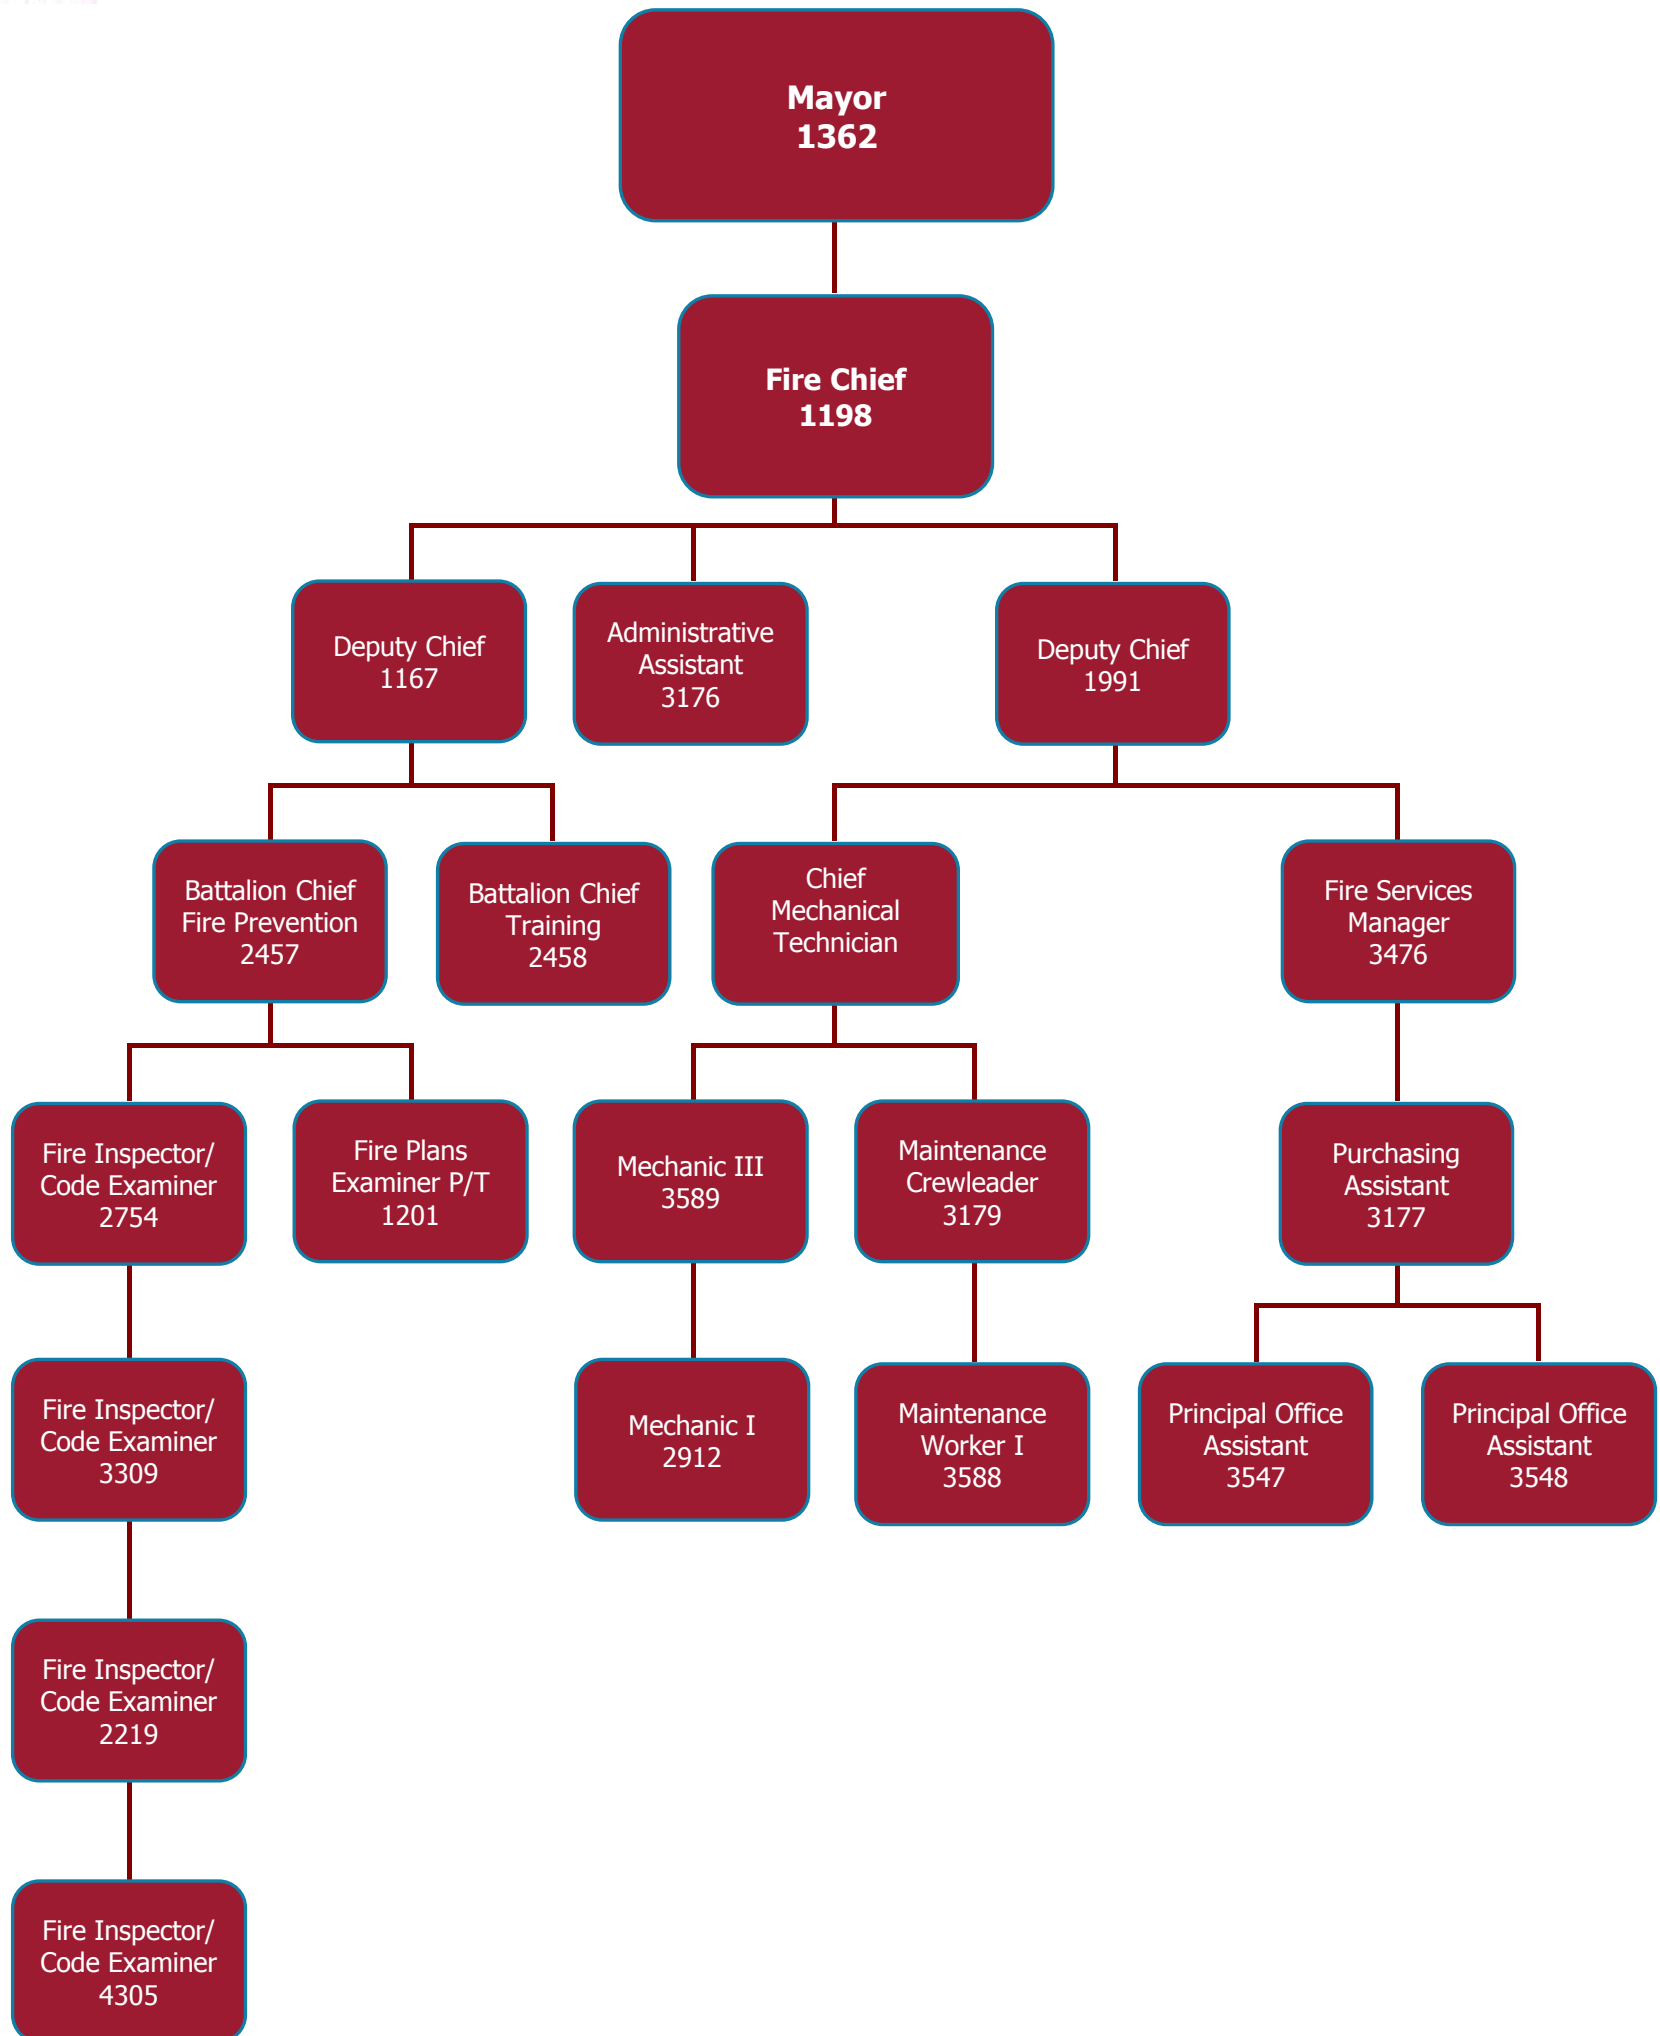 Mayor
1362
Fire Chief
1198
Deputy Chief
1167
Administrative
Assistant
3176
Deputy Chief
1991
Battalion Chief
Fire Prevention
2457
Battalion Chief
Training
2458
Chief
Mechanical
Technician
Fire Services
Manager
3476
Fire Inspector/
Code Examiner
2754
Fire Plans
Examiner P/T
1201
Mechanic III
3589
Maintenance
Crewleader
3179
Purchasing
Assistant
3177
Fire Inspector/
Code Examiner
3309
Mechanic I
2912
Maintenance
Worker I
3588
Principal Office
Assistant
3547
Principal Office
Assistant
3548
Fire Inspector/
Code Examiner
2219
Fire Inspector/
Code Examiner
4305